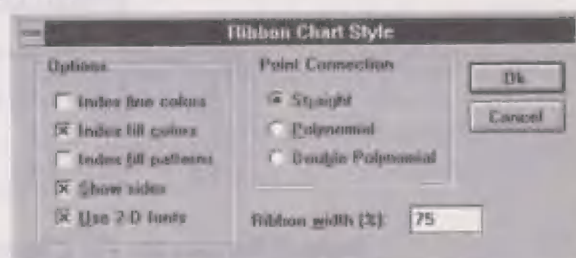 Ribbon Chart Style
Options
Index line colors
Index fill colors
Index fill patterns
Show sides
Use 2-D fonts
Point Connection
Straight
Polynomial
Double Polynomial
Ribbon width (%): 75
Ok
Cancel